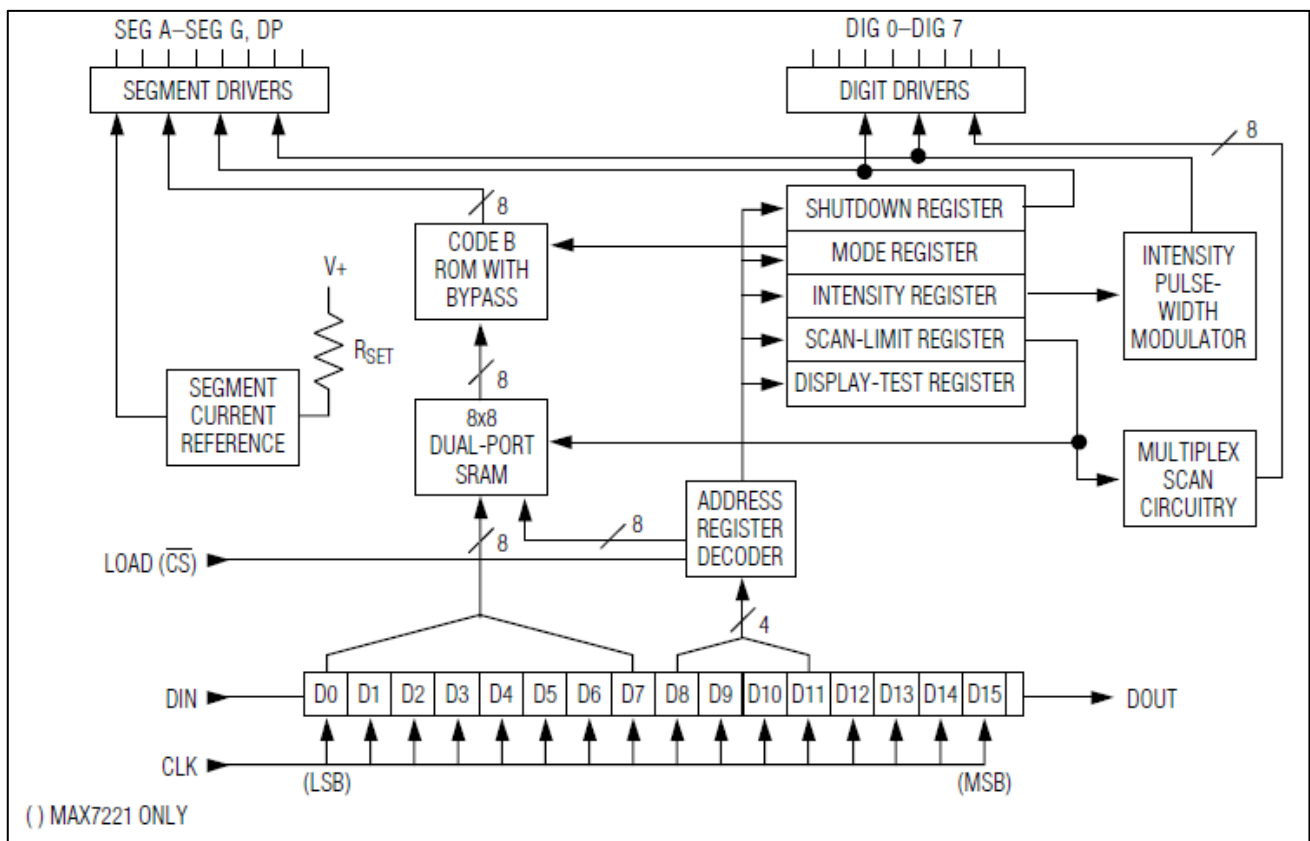 SEG A–SEG G, DP
DIG 0–DIG 7
SEGMENT DRIVERS
DIGIT DRIVERS
8
8
SHUTDOWN REGISTER
MODE REGISTER
INTENSITY REGISTER
SCAN-LIMIT REGISTER
DISPLAY-TEST REGISTER
CODE B
ROM WITH
BYPASS
INTENSITY
PULSE-
WIDTH
MODULATOR
V+
RSET
SEGMENT
CURRENT
REFERENCE
8
8x8
DUAL-PORT
SRAM
MULTIPLEX
SCAN
CIRCUITRY
ADDRESS
REGISTER
DECODER
8
8
LOAD (C̅S̅)
4
DIN
D0 D1 D2 D3 D4 D5 D6 D7 D8 D9 D10 D11 D12 D13 D14 D15
DOUT
CLK
(LSB)
(MSB)
( ) MAX7221 ONLY